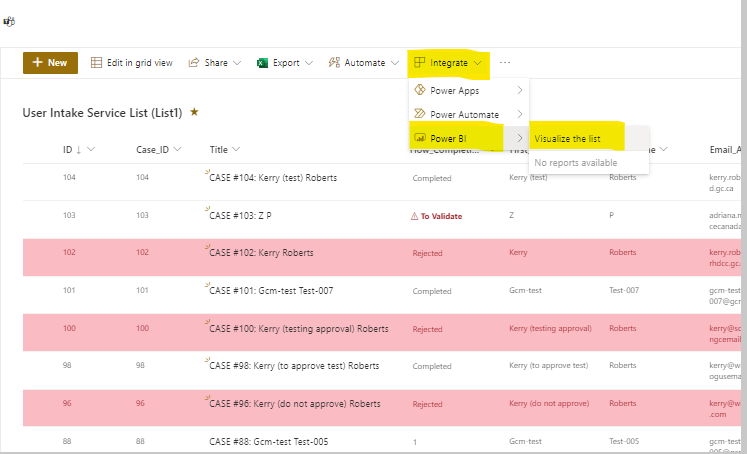 + New
Edit in grid view
Share
Export
Automate
Integrate
...
Power Apps
Power Automate
Power BI
Visualize the list
No reports available
User Intake Service List (List1) ★
ID ↓
Case_ID
Title
104 104 CASE #104: Kerry (test) Roberts Completed Kerry (test) Roberts kerry.rob
d.gc.ca
103 103 CASE #103: Z P To Validate Z P adriana.m
cecanada
102 102 CASE #102: Kerry Roberts Rejected Kerry Roberts kerry.rob
rhdcc.gc.
101 101 CASE #101: Gcm-test Test-007 Completed Gcm-test Test-007 gcm-test
007@gc
100 100 CASE #100: Kerry (testing approval) Roberts Rejected Kerry (testing approval) Roberts kerry@sc
ngcemail
98 98 CASE #98: Kerry (to approve test) Roberts Completed Kerry (to approve test) Roberts kerry@w
ogusema
96 96 CASE #96: Kerry (do not approve) Roberts Rejected Kerry (do not approve) Roberts kerry@w
.com
88 88 CASE #88: Gcm-test Test-005 1 Gcm-test Test-005 gcm-test